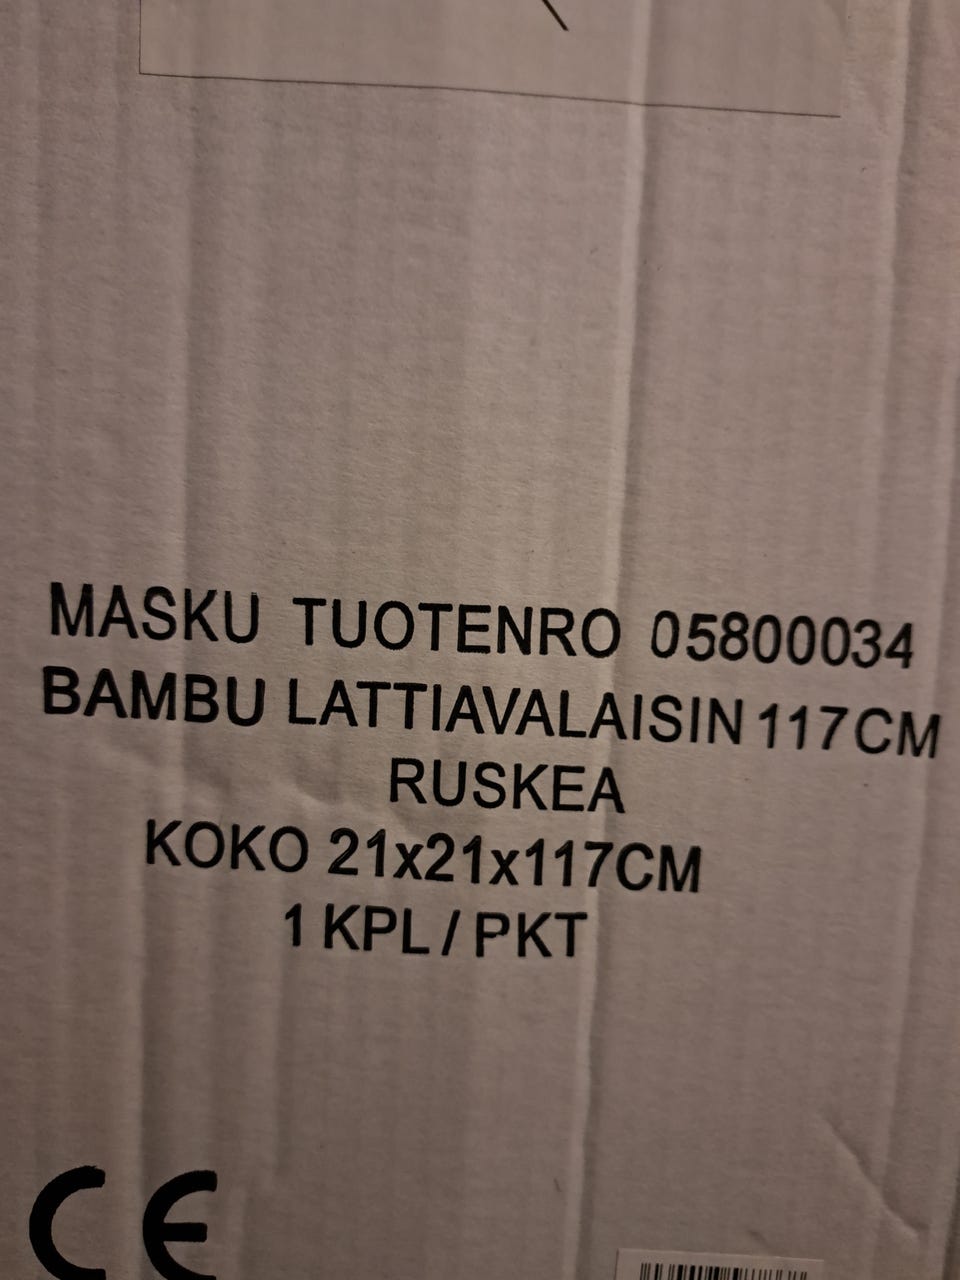 MASKU TUOTENRO 05800034
BAMBU LATTIAVALAISIN 117CM
RUSKEA
KOKO 21x21x117CM
1 KPL / PKT
CE